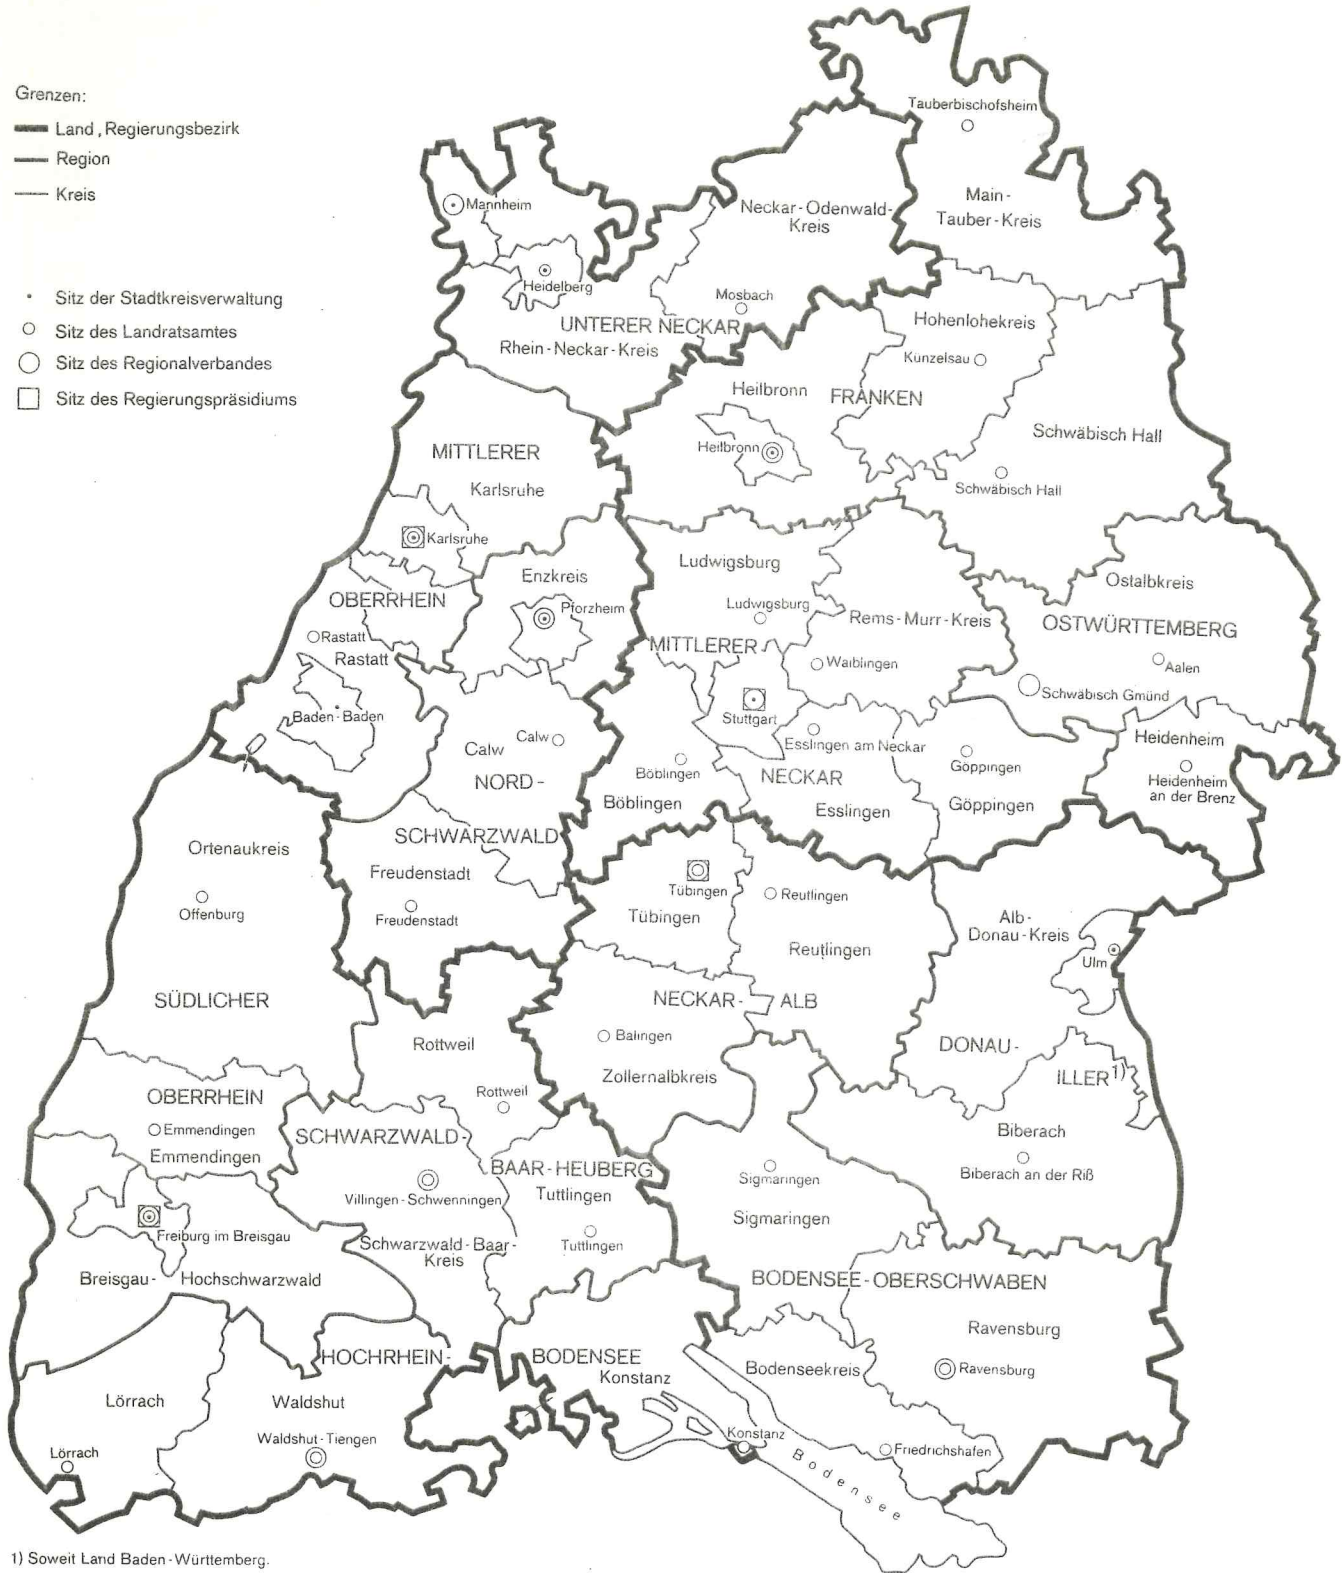 Grenzen:
Land, Regierungsbezirk
Region
Kreis
Sitz der Stadtkreisverwaltung
Sitz des Landratsamtes
Sitz des Regionalverbandes
Sitz des Regierungspräsidiums
Tauberbischofsheim
Main-
Tauber-Kreis
Mannheim
Neckar-Odenwald-
Kreis
Heidelberg
Mosbach
UNTERER NECKAR
Rhein-Neckar-Kreis
Hohenlohekreis
Künzelsau
Heilbronn
FRANKEN
Heilbronn
Schwäbisch Hall
Schwäbisch Hall
MITTLERER
Karlsruhe
Karlsruhe
OBERRHEIN
Rastatt
Rastatt
Baden-Baden
Enzkreis
Pforzheim
Ludwigsburg
Ludwigsburg
MITTLERER
Rems-Murr-Kreis
Waiblingen
Ostalbkreis
OSTWÜRTTEMBERG
Aalen
Schwäbisch Gmünd
Stuttgart
Esslingen am Neckar
NECKAR
Esslingen
Göppingen
Göppingen
Heidenheim
Heidenheim
an der Brenz
Calw
Calw
NORD-
SCHWARZWALD
Böblingen
Böblingen
Freudenstadt
Freudenstadt
Ortenaukreis
Offenburg
SÜDLICHER
OBERRHEIN
Tübingen
Tübingen
Reutlingen
Reutlingen
Alb-
Donau-Kreis
Ulm
NECKAR-ALB
Balingen
Zollernalbkreis
DONAU-
ILLER 1)
Rottweil
Rottweil
Emmendingen
Emmendingen
SCHWARZWALD-
BAAR-HEUBERG
Villingen-Schwenningen
Schwarzwald-Baar-
Kreis
Tuttlingen
Tuttlingen
Biberach
Biberach an der Riß
Sigmaringen
Sigmaringen
Freiburg im Breisgau
Breisgau-Hochschwarzwald
BODENSEE-OBERSCHWABEN
Ravensburg
Ravensburg
Bodenseekreis
Friedrichshafen
HOCHRHEIN-
BODENSEE
Konstanz
Konstanz
Bodensee
Lörrach
Lörrach
Waldshut
Waldshut-Tiengen
1) Soweit Land Baden-Württemberg.